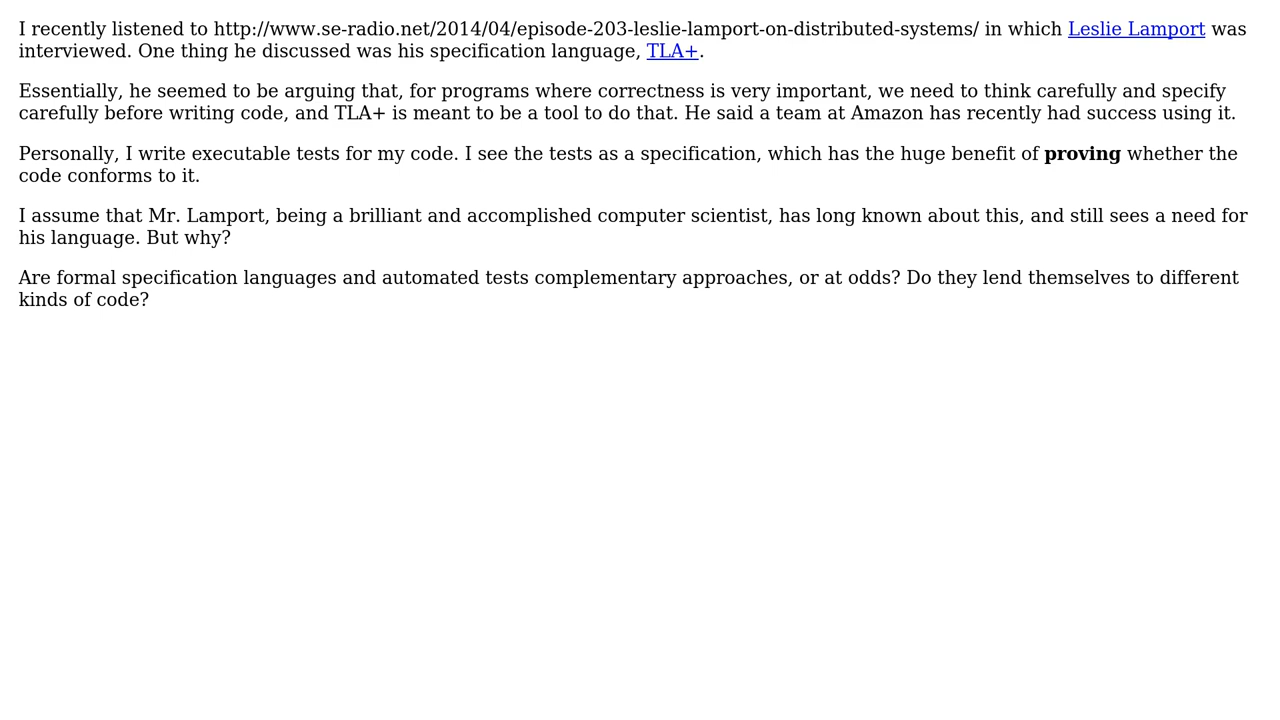 I recently listened to http://www.se-radio.net/2014/04/episode-203-leslie-lamport-on-distributed-systems/ in which Leslie Lamport was
interviewed. One thing he discussed was his specification language, TLA+.
Essentially, he seemed to be arguing that, for programs where correctness is very important, we need to think carefully and specify
carefully before writing code, and TLA+ is meant to be a tool to do that. He said a team at Amazon has recently had success using it.
Personally, I write executable tests for my code. I see the tests as a specification, which has the huge benefit of proving whether the
code conforms to it.
I assume that Mr. Lamport, being a brilliant and accomplished computer scientist, has long known about this, and still sees a need for
his language. But why?
Are formal specification languages and automated tests complementary approaches, or at odds? Do they lend themselves to different
kinds of code?